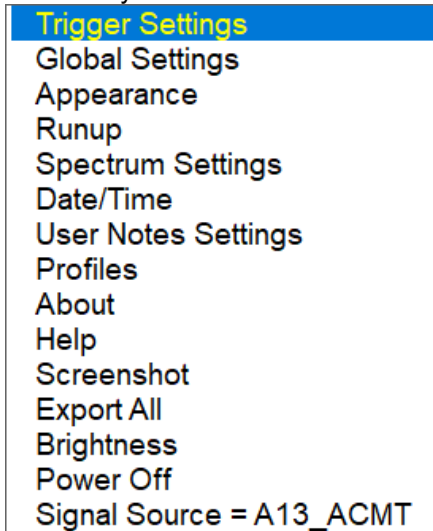 Trigger Settings
Global Settings
Appearance
Runup
Spectrum Settings
Date/Time
User Notes Settings
Profiles
About
Help
Screenshot
Export All
Brightness
Power Off
Signal Source = A13_ACMT